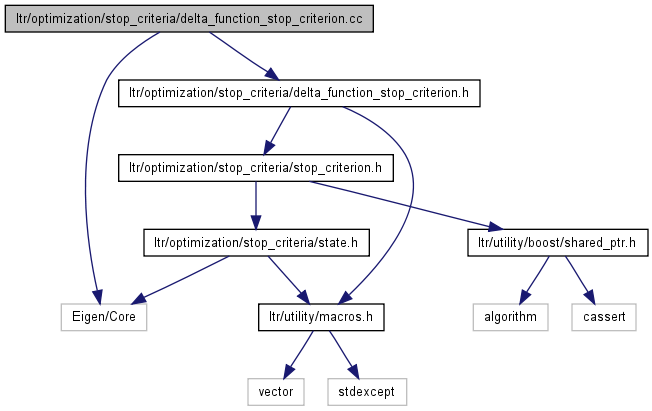 ltr/optimization/stop_criteria/delta_function_stop_criterion.cc
ltr/optimization/stop_criteria/delta_function_stop_criterion.h
ltr/optimization/stop_criteria/stop_criterion.h
ltr/optimization/stop_criteria/state.h
ltr/utility/boost/shared_ptr.h
Eigen/Core
ltr/utility/macros.h
algorithm
cassert
vector
stdexcept